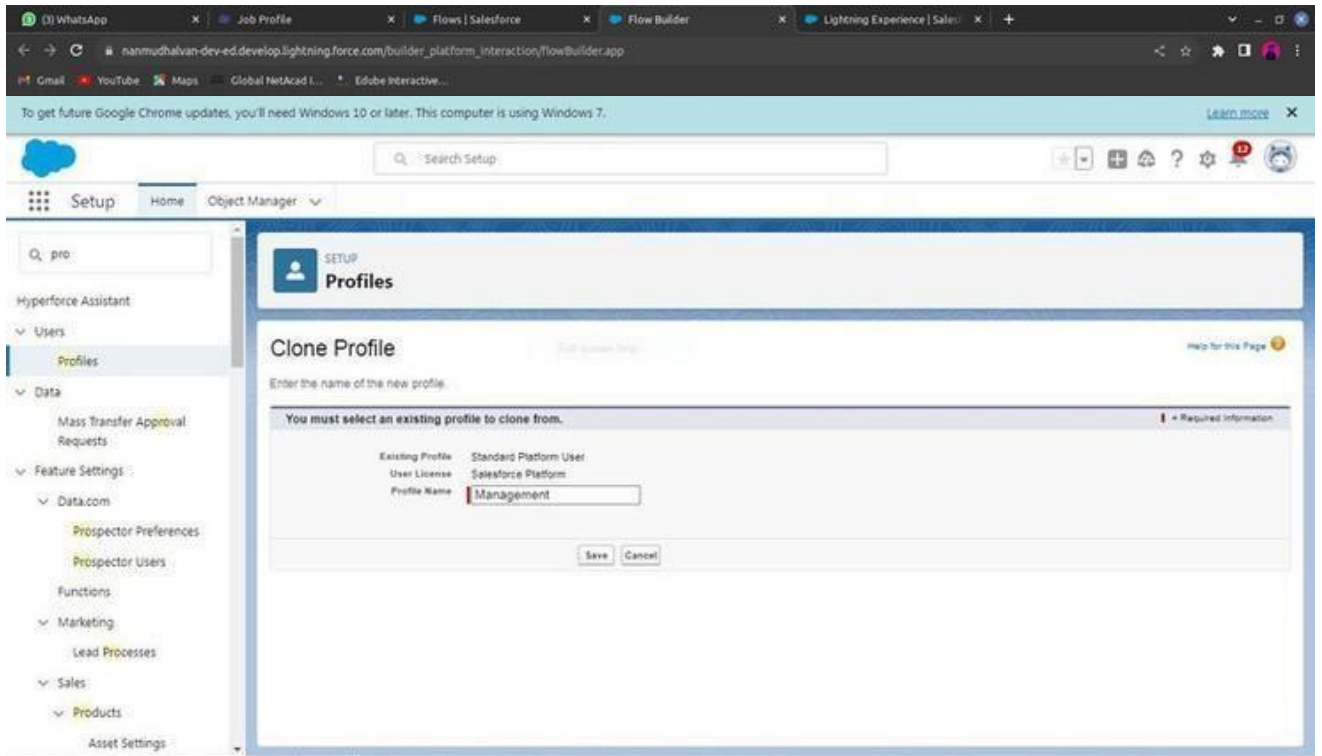 (3) WhatsApp
Job Profile
Flows | Salesforce
Flow Builder
Lightning Experience | Sales
nanmudhalvan-dev-ed.develop.lightning.force.com/builder_platform_interaction/flowBuilder.app
Gmail YouTube Maps Global NetAcad I... Edube Interactive...
To get future Google Chrome updates, you'll need Windows 10 or later. This computer is using Windows 7.
Learn more
Search Setup
12
Setup Home Object Manager
pro
Hyperforce Assistant
Users
Profiles
Data
Mass Transfer Approval
Requests
Feature Settings
Data.com
Prospector Preferences
Prospector Users
Functions
Marketing
Lead Processes
Sales
Products
Asset Settings
SETUP
Profiles
Clone Profile
Help for this Page
Enter the name of the new profile.
You must select an existing profile to clone from.
= Required Information
Existing Profile Standard Platform User
User License Salesforce Platform
Profile Name Management
Save Cancel